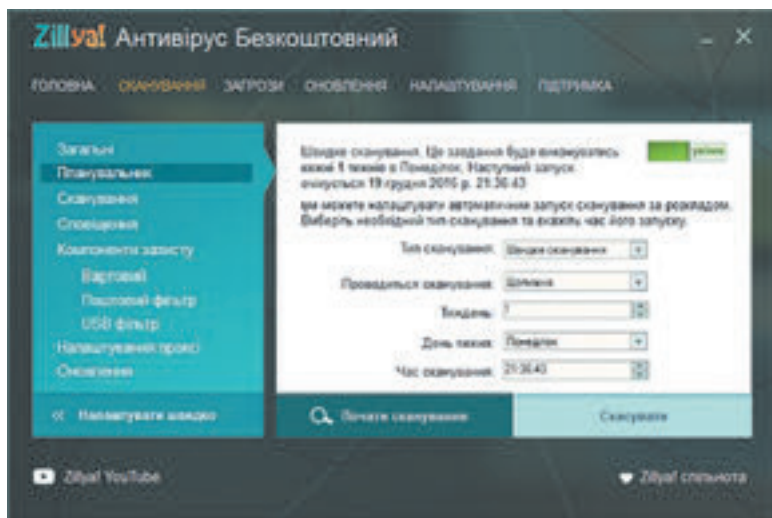 Zillya! Антивірус Безкоштовний
ГОЛОВНА СКАНУВАННЯ ЗАГРОЗИ ОНОВЛЕННЯ НАЛАШТУВАННЯ ПІДТРИМКА
Загальні
Планувальник
Сканування
Сповіщення
Компоненти захисту
Вартовий
Поштовий фільтр
USB фільтр
Налаштування проксі
Оновлення
Налаштувати швидко
Швидке сканування. Це завдання буде виконуватись
кожні 1 тижнів в Понеділок. Наступний запуск
очікується 19 грудня 2016 р. 21:36:43
увімк
ви можете налаштувати автоматичний запуск сканування за розкладом.
Виберіть необхідний тип сканування та вкажіть час його запуску.
Тип сканування: Швидке сканування
Проводиться сканування: Щотижня
Тиждень: 1
День тижня: Понеділок
Час сканування: 21:36:43
Почати сканування
Скасувати
Zillya! YouTube
Zillya! спільнота